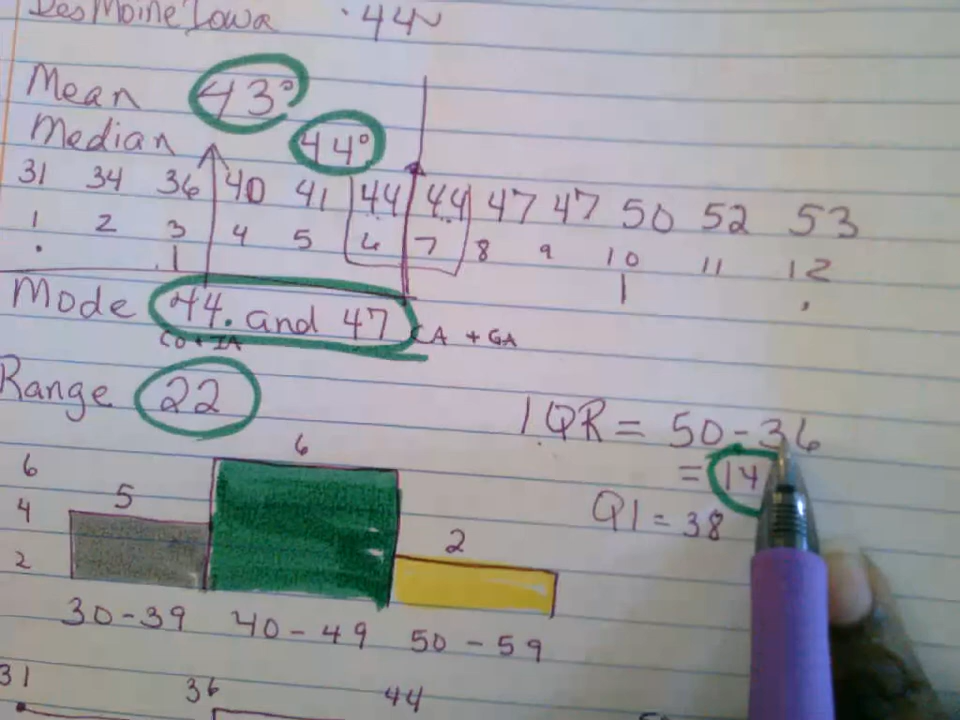 Des Moine Iowa . 44
Mean 43°
Median 44°
31 34 36 40 41 44 44 47 47 50 52 53
1 2 3 4 5 6 7 8 9 10 11 12
Mode 44. and 47
CO + IA CA + GA
Range 22
IQR = 50 - 36
= 14
Q1 = 38
6
4
2
5
6
2
30 - 39 40 - 49 50 - 59
31 36 44